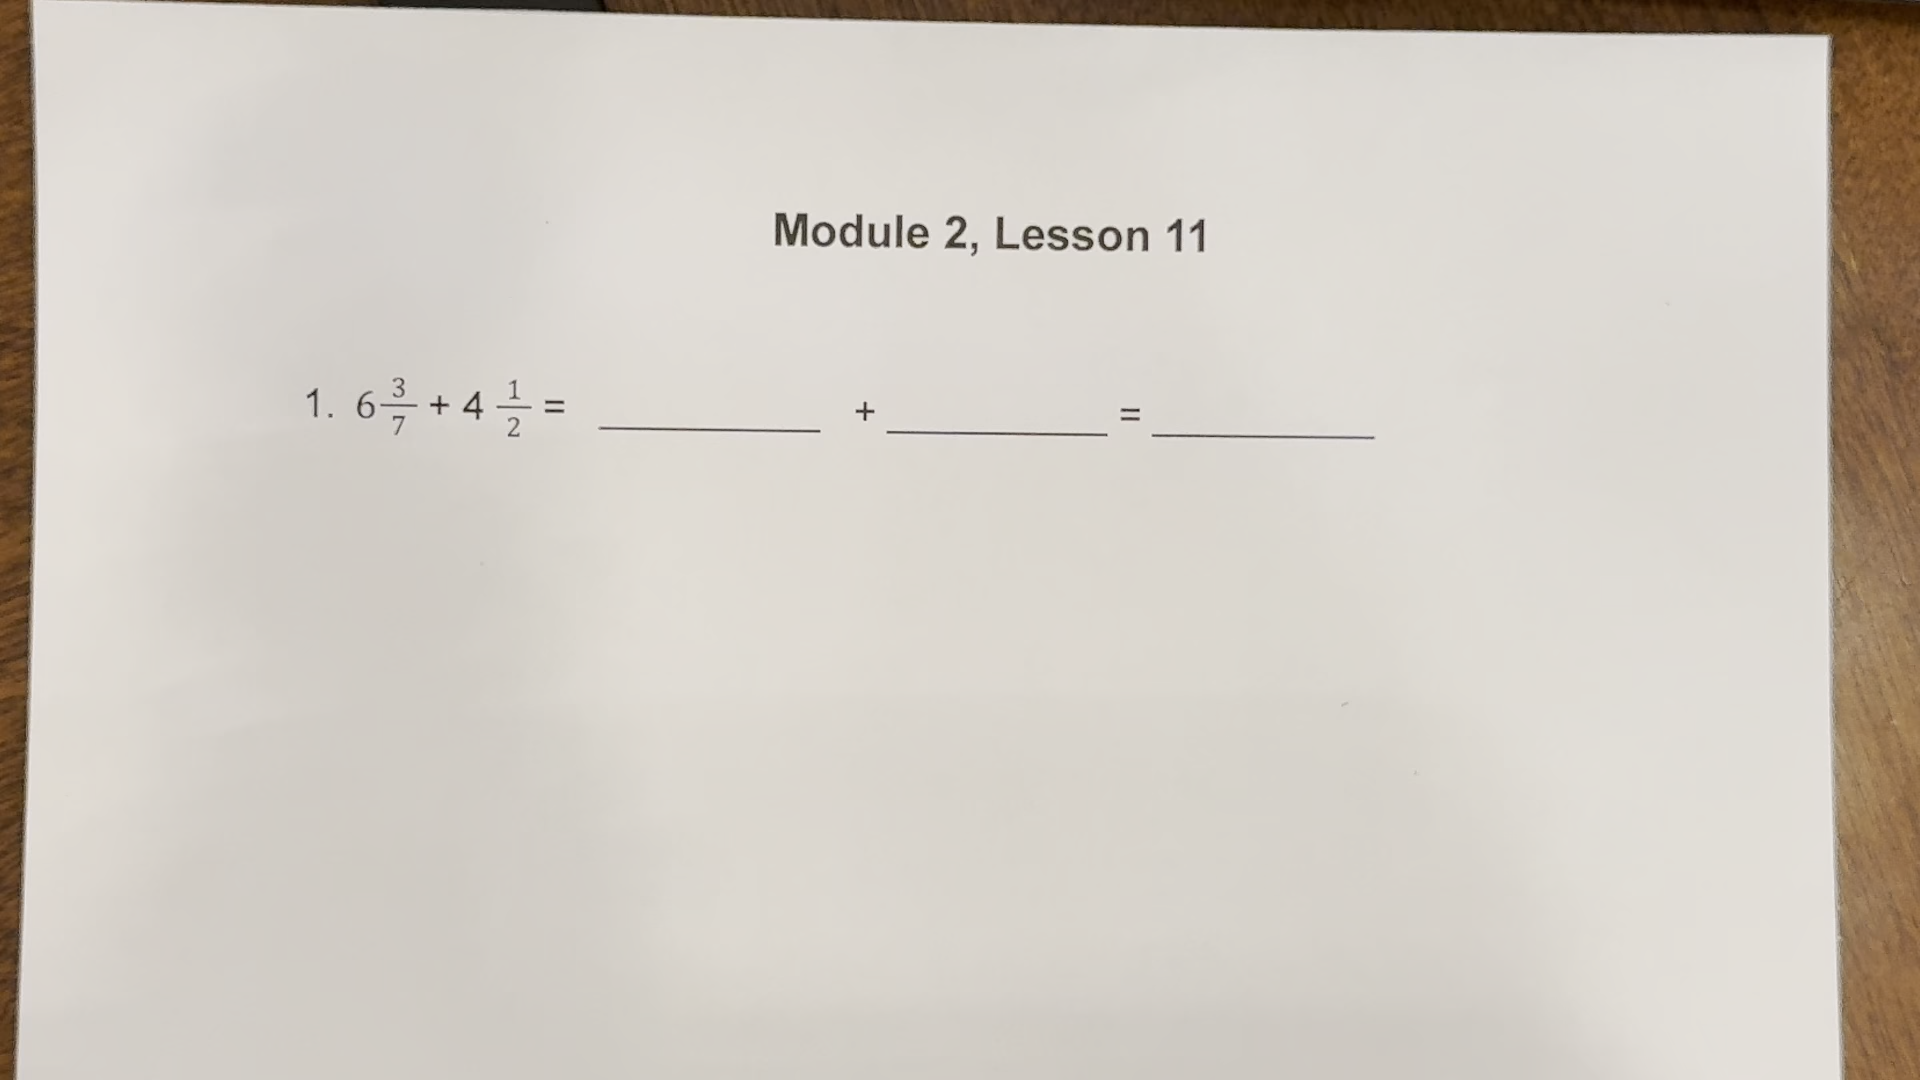 Module 2, Lesson 11
1. 6 3/7 + 4 1/2 = ________ + ________ = ________